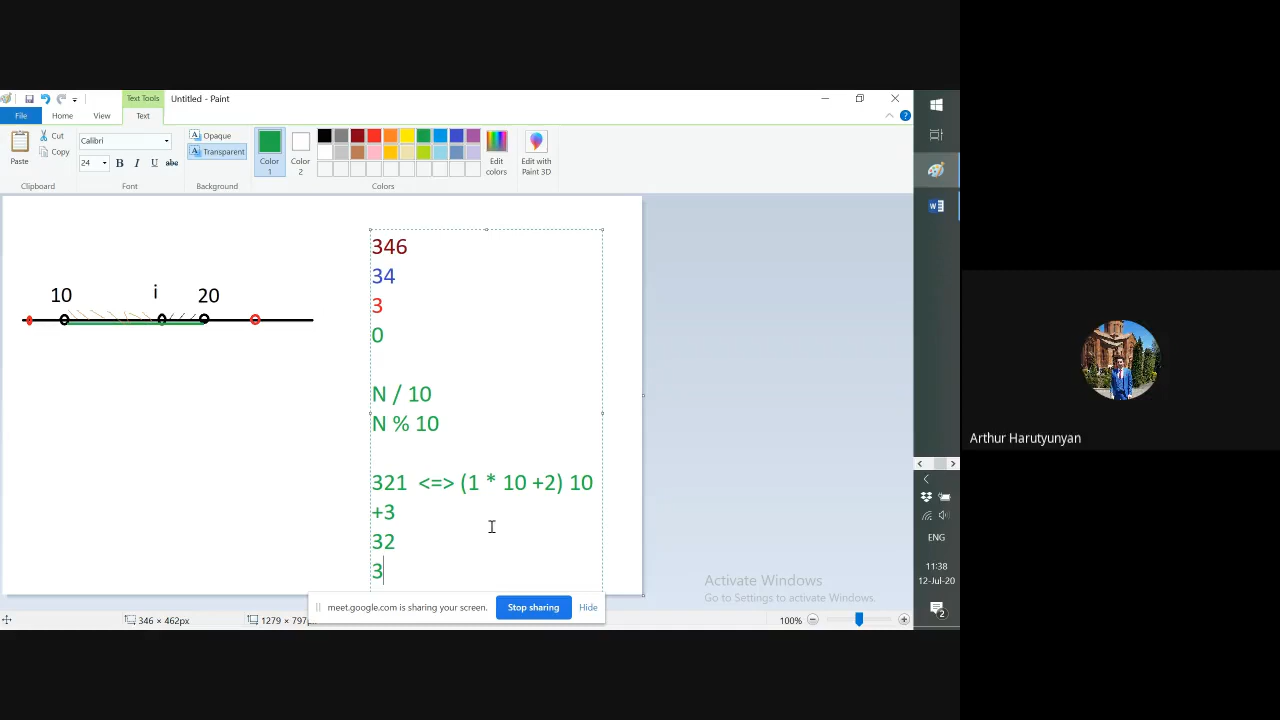 Text Tools
Untitled - Paint
File
Home
View
Text
Paste
Cut
Copy
Clipboard
Calibri
24
B
I
U
abc
Font
Opaque
Transparent
Background
Color 1
Color 2
Edit colors
Edit with Paint 3D
Colors
10
i
20
346
34
3
0
N / 10
N % 10
321 <=> (1 * 10 +2) 10
+3
32
3
Activate Windows
Go to Settings to activate Windows.
meet.google.com is sharing your screen.
Stop sharing
Hide
346 × 462px
1279 × 797p
100%
ENG
11:38
12-Jul-20
2
Arthur Harutyunyan